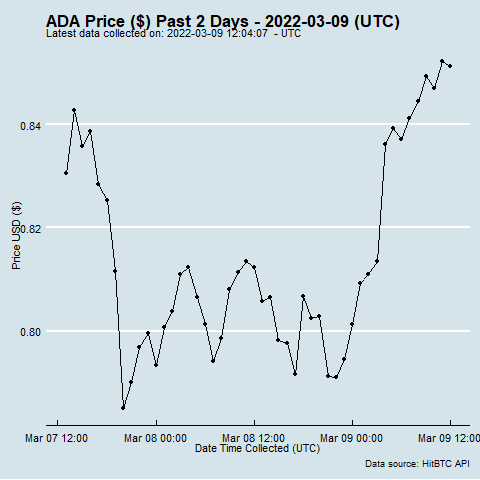 ADA Price ($) Past 2 Days - 2022-03-09 (UTC)
Latest data collected on: 2022-03-09 12:04:07 - UTC
0.84
0.82
0.80
Price USD ($)
Mar 07 12:00 Mar 08 00:00 Mar 08 12:00 Mar 09 00:00 Mar 09 12:00
Date Time Collected (UTC)
Data source: HitBTC API